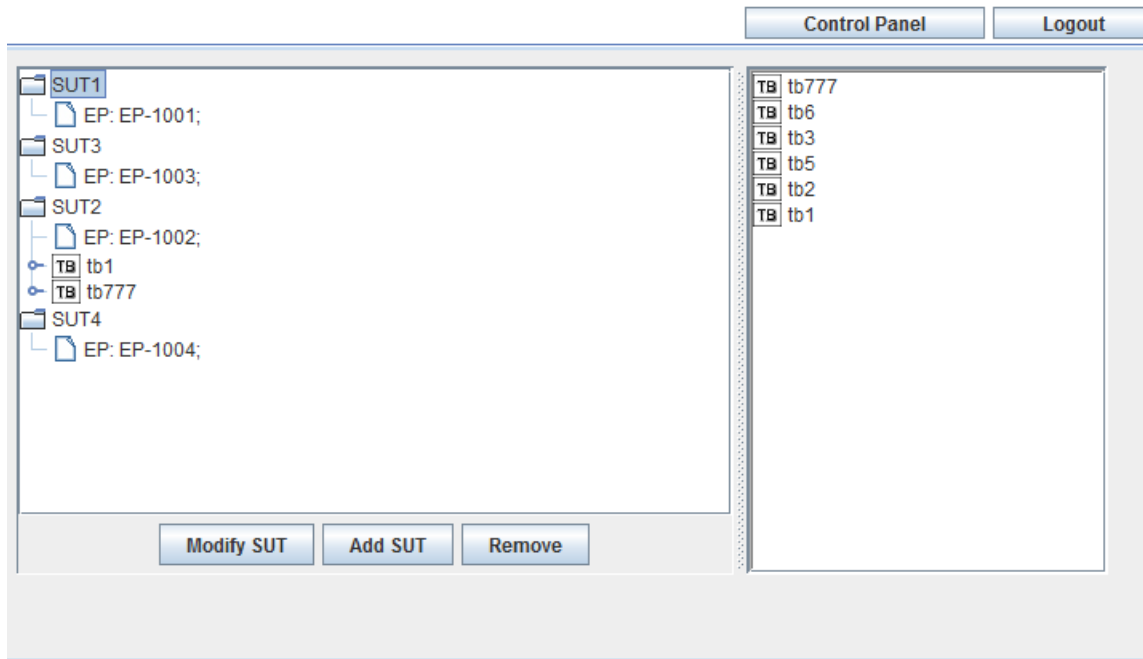 Control Panel Logout
SUT1
EP: EP-1001;
SUT3
EP: EP-1003;
SUT2
EP: EP-1002;
TB tb1
TB tb777
SUT4
EP: EP-1004;
Modify SUT Add SUT Remove
TB tb777
TB tb6
TB tb3
TB tb5
TB tb2
TB tb1